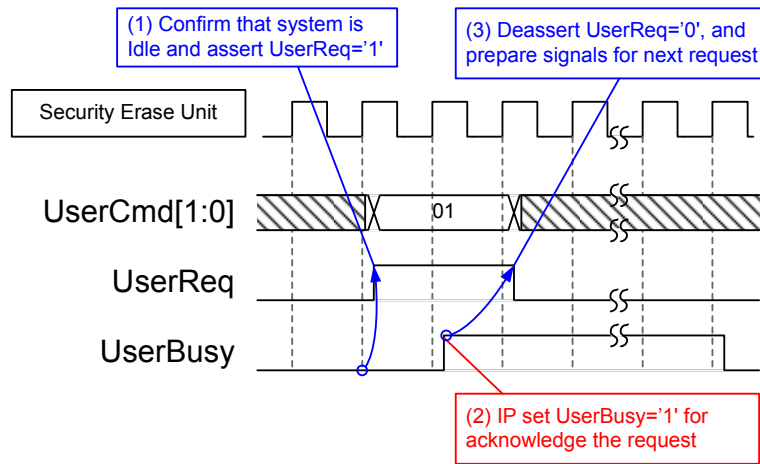 (1) Confirm that system is
Idle and assert UserReq=’1’
(3) Deassert UserReq=’0’, and
prepare signals for next request
Security Erase Unit
UserCmd[1:0]
01
UserReq
UserBusy
(2) IP set UserBusy=’1’ for
acknowledge the request